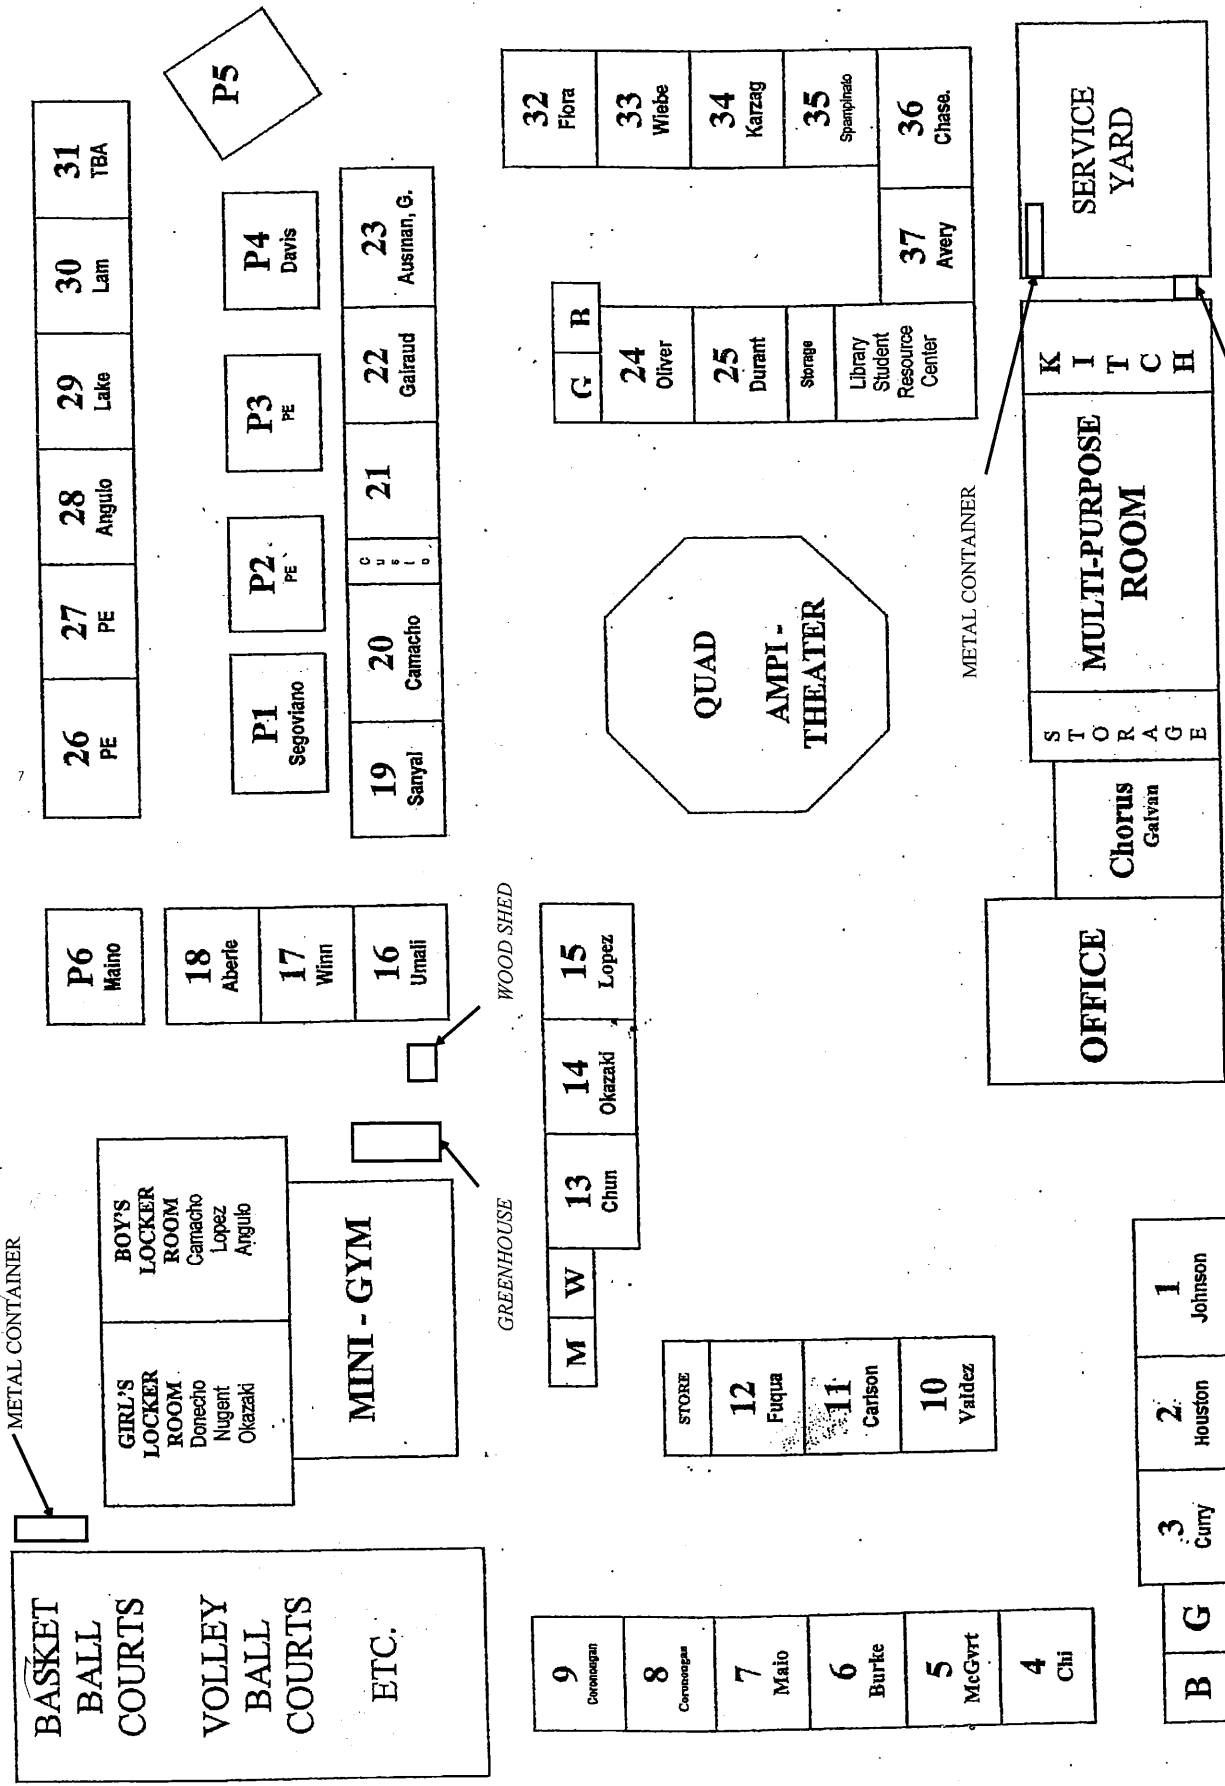 METAL CONTAINER
BASKET
BALL
COURTS
VOLLEY
BALL
COURTS
ETC.
GIRL'S
LOCKER
ROOM
Donecho
Nugent
Okazaki
BOY'S
LOCKER
ROOM
Camacho
Lopez
Angulo
MINI - GYM
GREENHOUSE
WOOD SHED
P6
Maino
18
Aberle
17
Winn
16
Umali
7
26
PE
27
PE
28
Angulo
29
Lake
30
Lam
31
TBA
P1
Segoviano
P2
PE
P3
PE
P4
Davis
P5
19
Sanyal
20
Camacho
C
u
s
t
o
21
22
Gairaud
23
Ausman, G.
9
Coronongan
8
Coronongan
7
Maio
6
Burke
5
McGvrt
4
Chi
STORE
12
Fuqua
11
Carlson
10
Valdez
M
W
13
Chun
14
Okazaki
15
Lopez
QUAD
AMPI -
THEATER
G
B
24
Oliver
25
Durant
Storage
Library
Student
Resource
Center
32
Flora
33
Wiebe
34
Karzag
35
Spampinato
36
Chase.
37
Avery
METAL CONTAINER
B
G
3
Curry
2
Houston
1
Johnson
OFFICE
Chorus
Galvan
S
T
O
R
A
G
E
MULTI-PURPOSE
ROOM
K
I
T
C
H
SERVICE
YARD